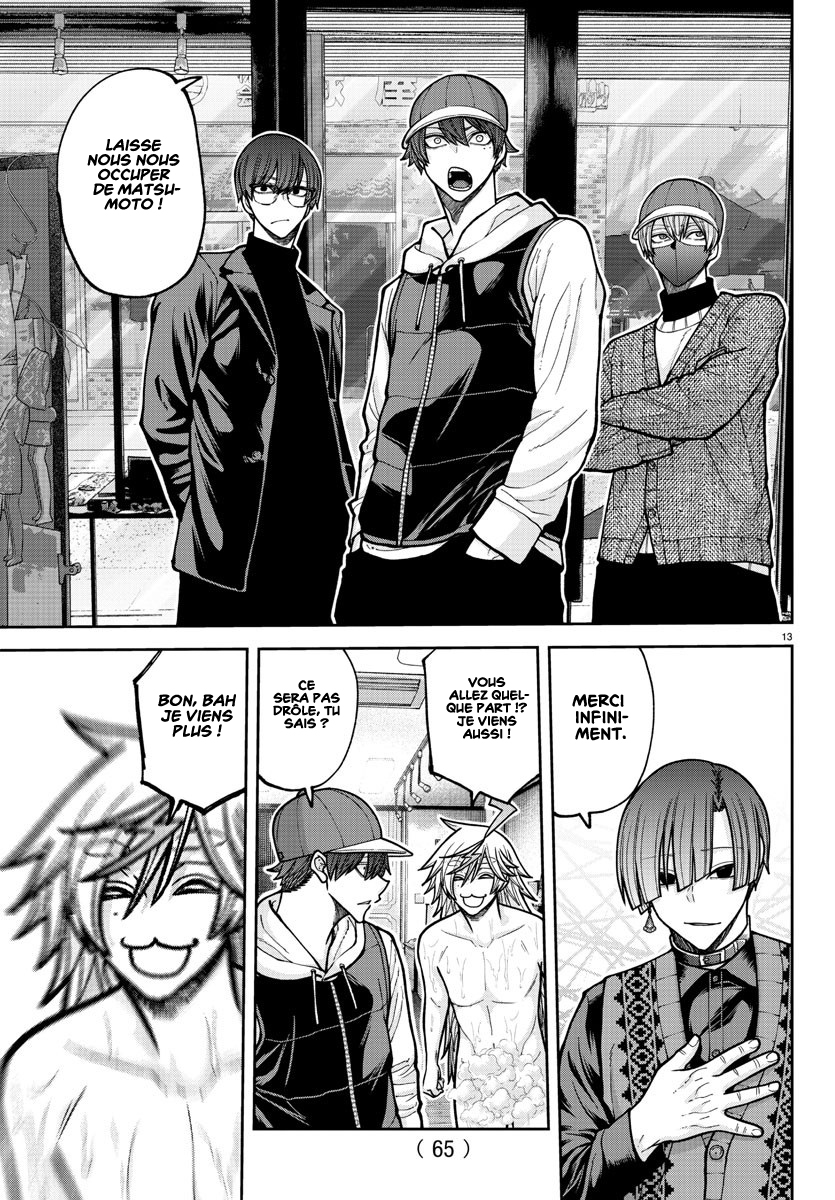 LAISSE
NOUS NOUS
OCCUPER
DE MATSU-
MOTO !
13
MERCI
INFINI-
MENT.
VOUS
ALLEZ QUEL-
QUE PART !?
JE VIENS
AUSSI !
CE
SERA PAS
DRÔLE, TU
SAIS ?
BON, BAH
JE VIENS
PLUS !
( 65 )